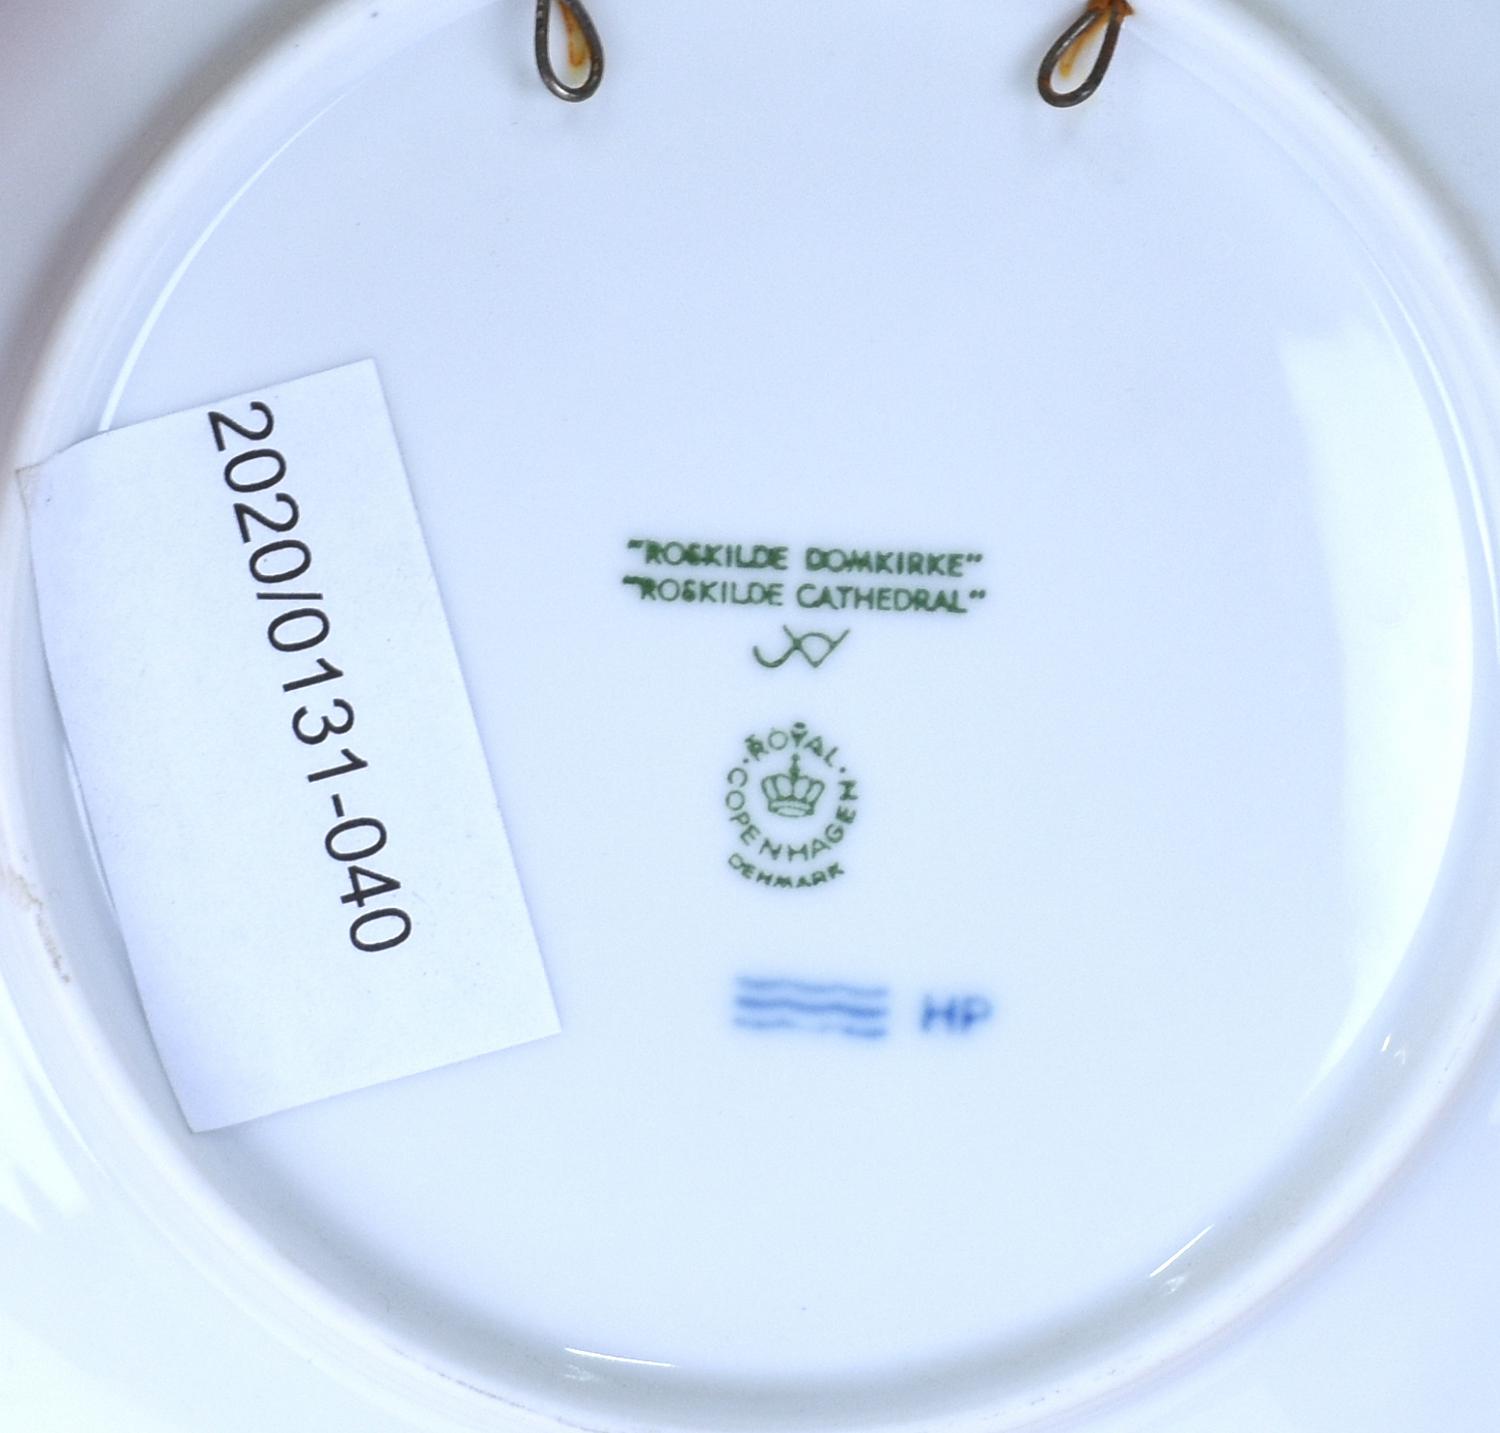 "ROSKILDE DOMKIRKE"
"ROSKILDE CATHEDRAL"
ROYAL
COPENHAGEN
DENMARK
HP
2020/0131-040